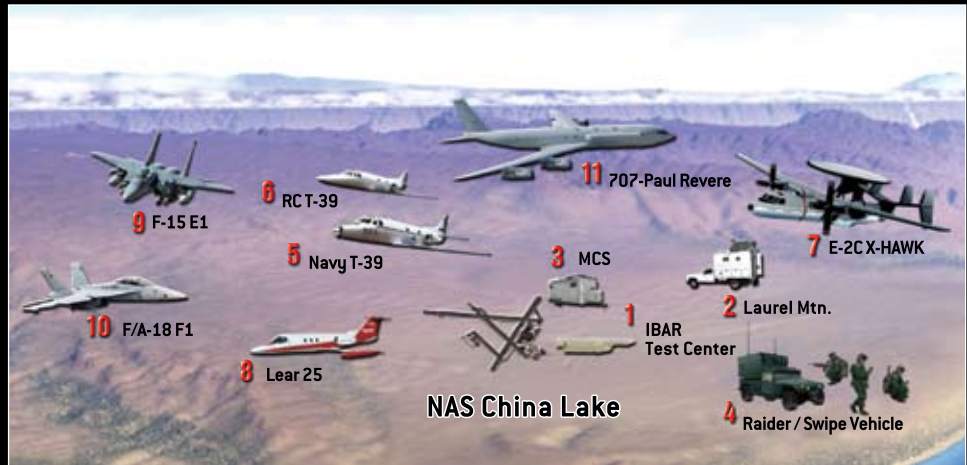 11 707-Paul Revere
6 RC T-39
9 F-15 E1
7 E-2C X-HAWK
5 Navy T-39
3 MCS
2 Laurel Mtn.
10 F/A-18 F1
1 IBAR
Test Center
8 Lear 25
NAS China Lake
4 Raider / Swipe Vehicle